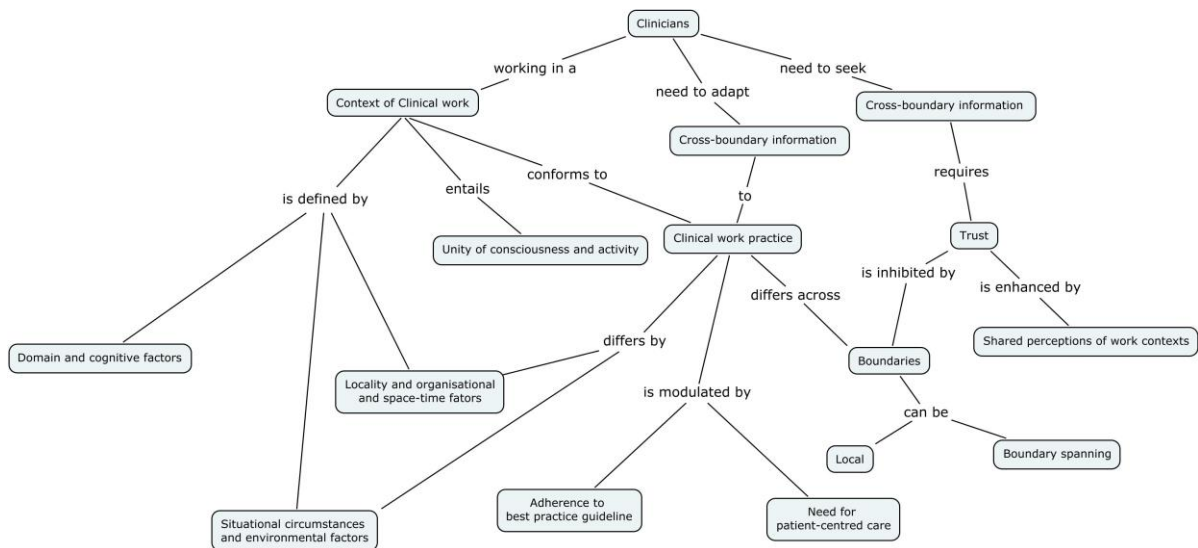 Clinicians
working in a
need to adapt
need to seek
Context of Clinical work
Cross-boundary information
Cross-boundary information
is defined by
entails
conforms to
to
requires
Unity of consciousness and activity
Clinical work practice
Trust
is inhibited by
is enhanced by
differs across
Domain and cognitive factors
differs by
Shared perceptions of work contexts
Locality and organisational
and space-time fators
Boundaries
is modulated by
can be
Local
Boundary spanning
Situational circumstances
and environmental factors
Adherence to
best practice guideline
Need for
patient-centred care